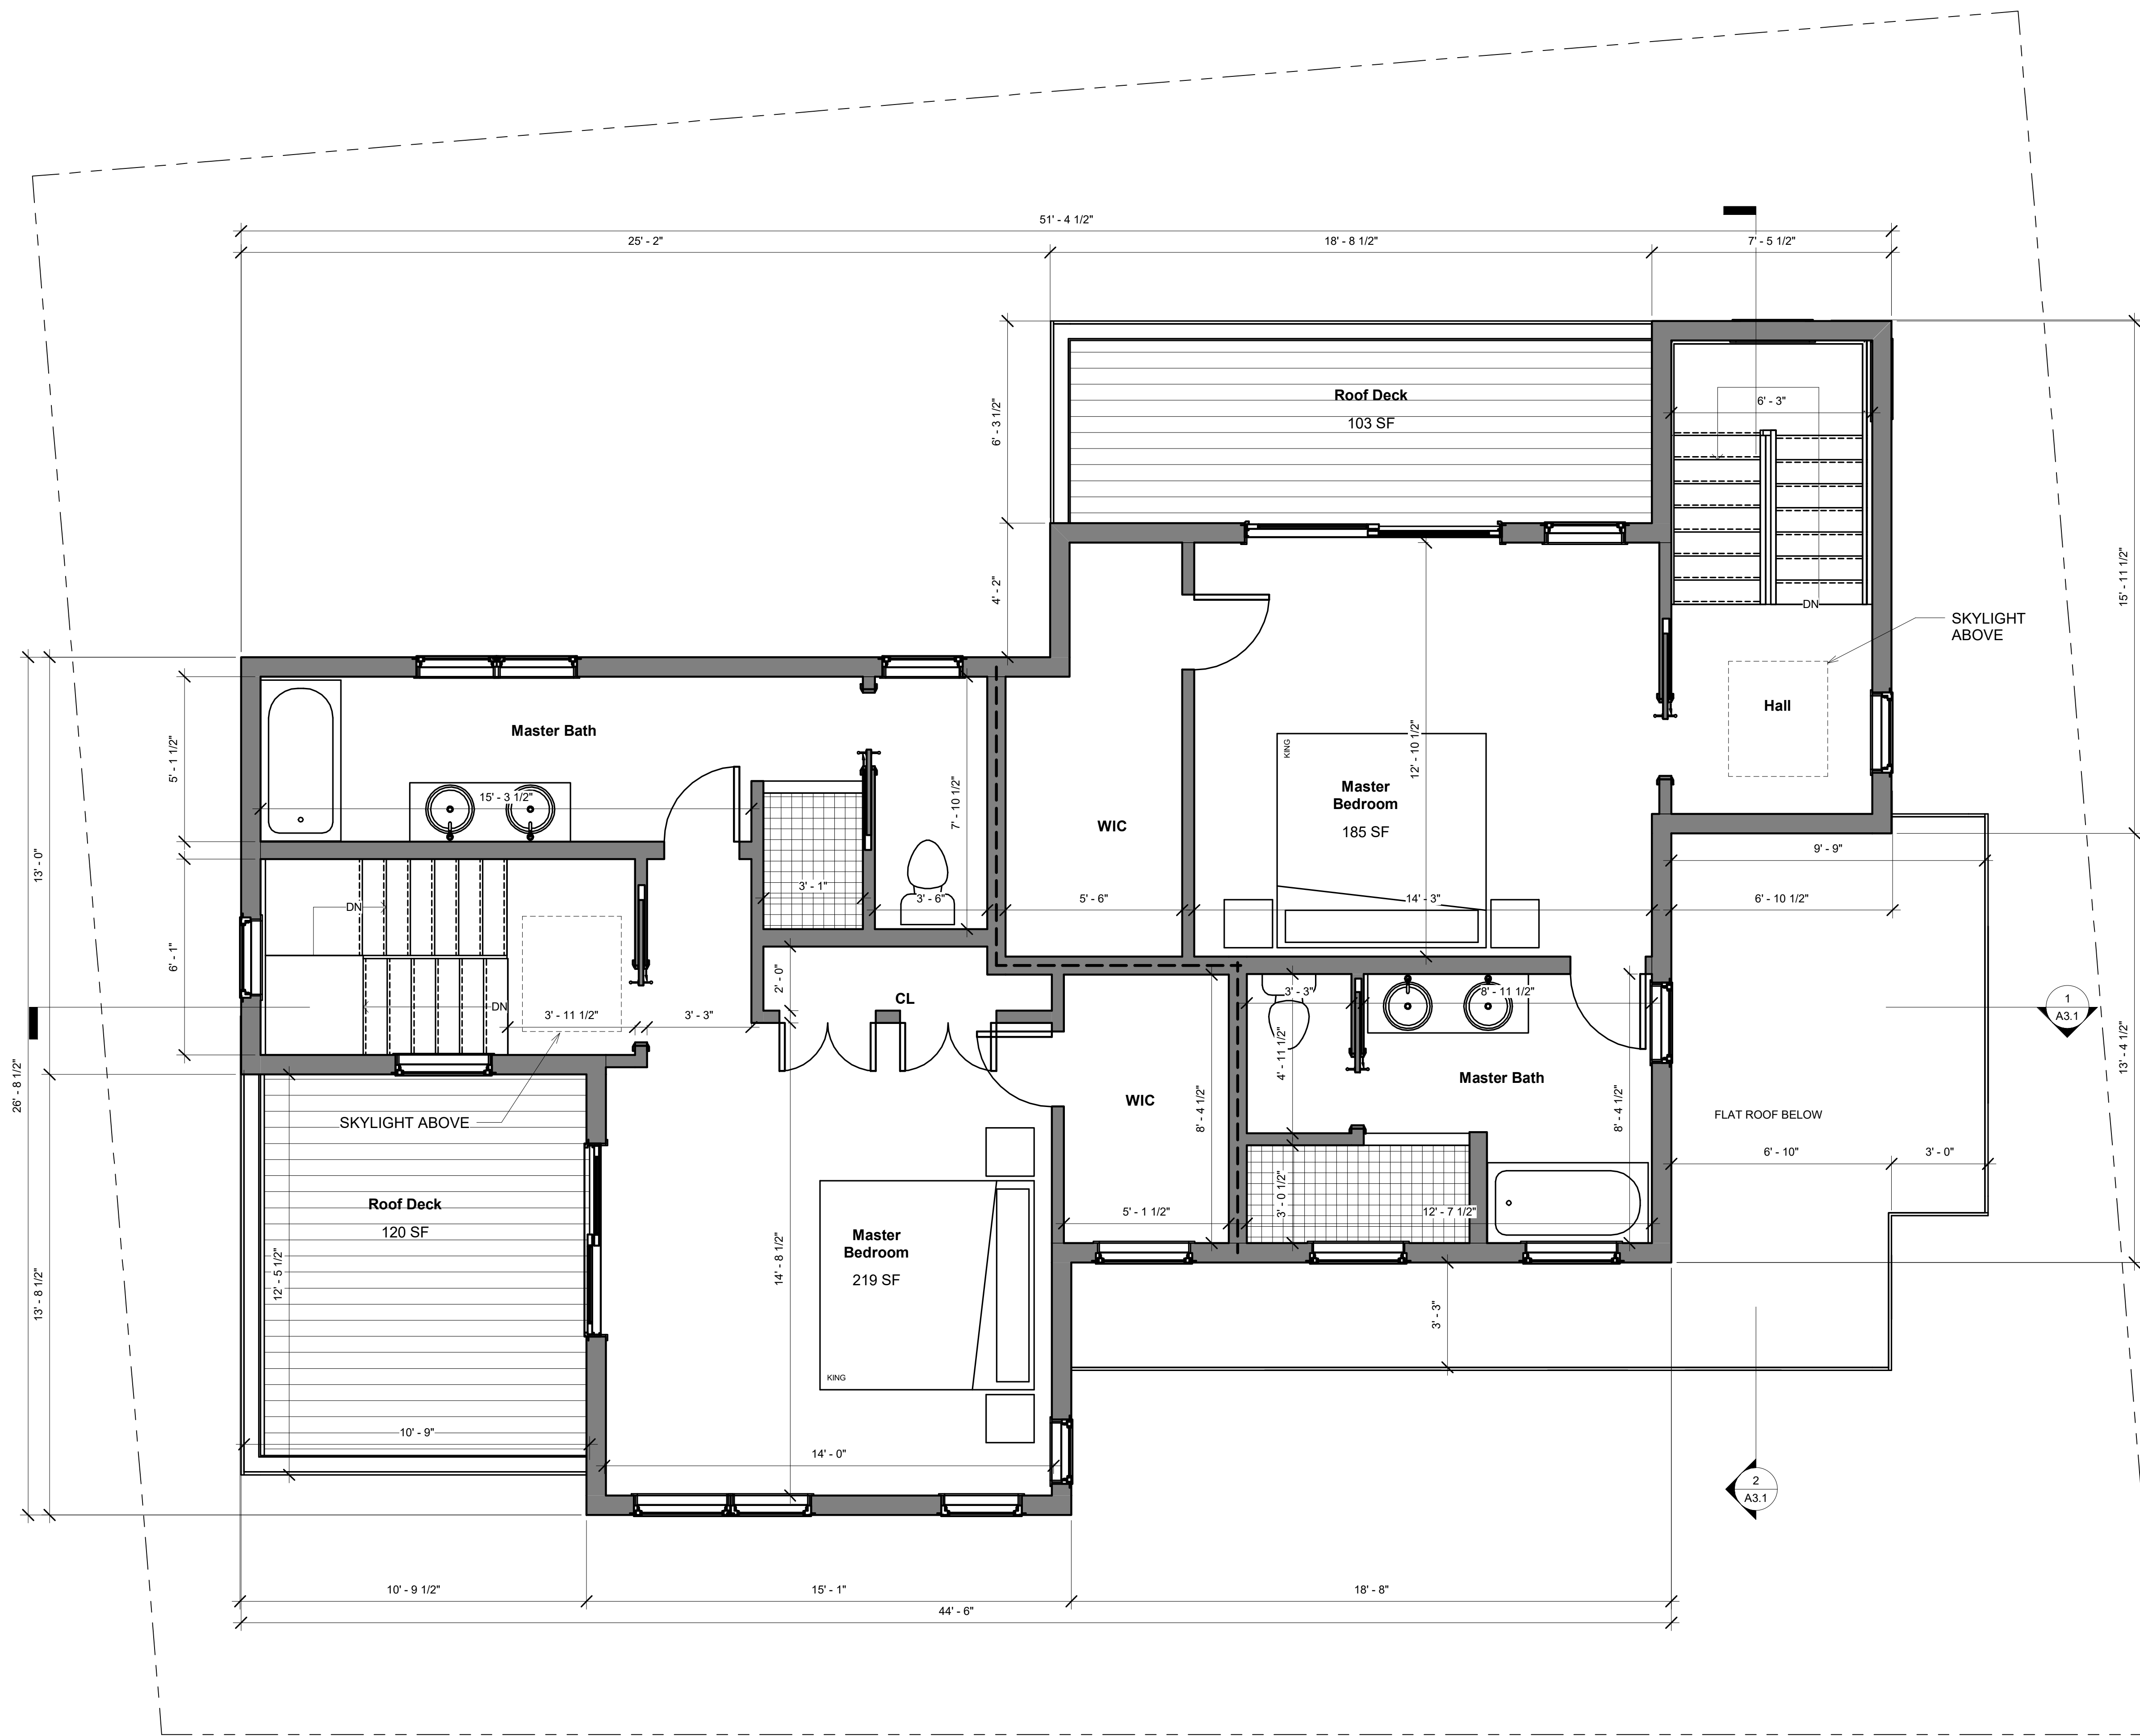 51' - 4 1/2"
25' - 2"
18' - 8 1/2"
7' - 5 1/2"
Roof Deck
103 SF
6' - 3"
6' - 3 1/2"
4' - 2"
15' - 11 1/2"
DN
SKYLIGHT
ABOVE
Hall
Master Bath
5' - 1 1/2"
15' - 3 1/2"
7' - 10 1/2"
12' - 10 1/2"
KING
Master
Bedroom
185 SF
WIC
13' - 0"
9' - 9"
3' - 1"
3' - 6"
5' - 6"
14' - 3"
6' - 10 1/2"
DN
6' - 1"
2' - 0"
CL
3' - 3"
8' - 11 1/2"
DN
3' - 11 1/2"
3' - 3"
1
A3.1
4' - 11 1/2"
Master Bath
13' - 4 1/2"
26' - 8 1/2"
WIC
8' - 4 1/2"
8' - 4 1/2"
FLAT ROOF BELOW
SKYLIGHT ABOVE
6' - 10"
3' - 0"
Roof Deck
120 SF
3' - 0 1/2"
5' - 1 1/2"
12' - 7 1/2"
Master
Bedroom
219 SF
14' - 8 1/2"
12' - 5 1/2"
13' - 8 1/2"
3' - 3"
KING
10' - 9"
14' - 0"
2
A3.1
10' - 9 1/2"
15' - 1"
18' - 8"
44' - 6"